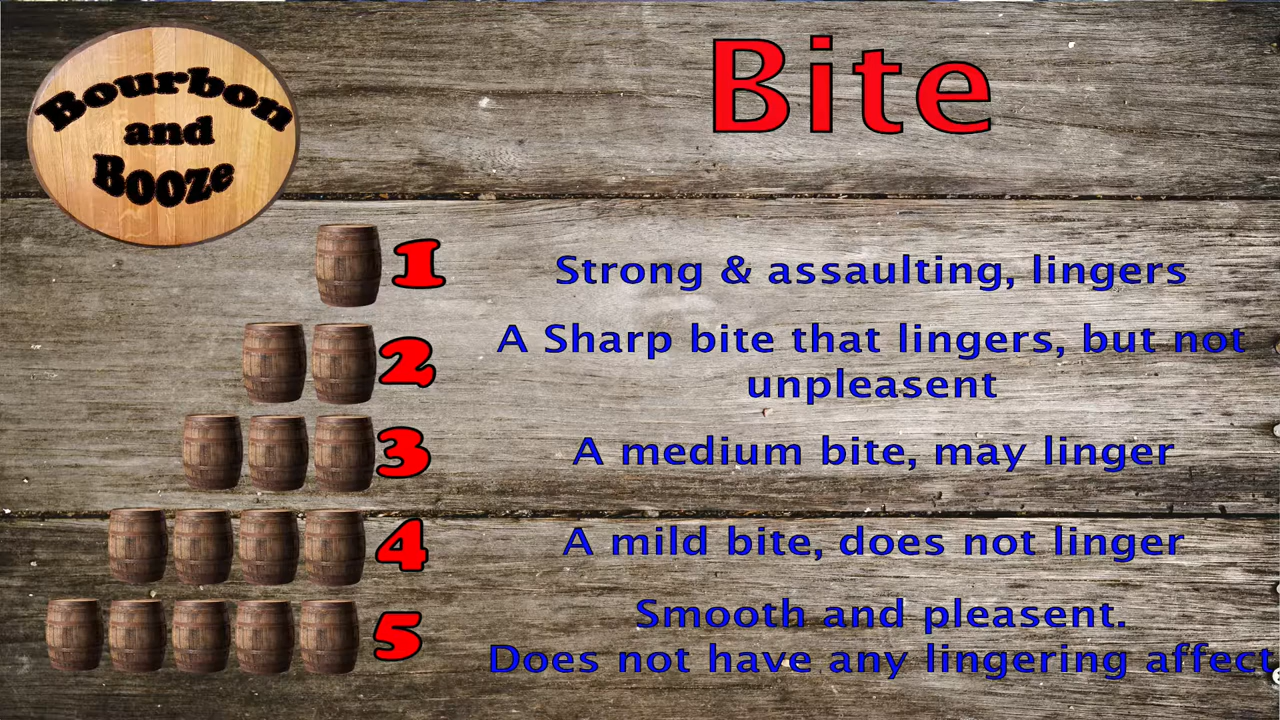 Bourbon
and
Booze
Bite
1 Strong & assaulting, lingers
2 A Sharp bite that lingers, but not
unpleasent
3 A medium bite, may linger
4 A mild bite, does not linger
5 Smooth and pleasent.
Does not have any lingering affect